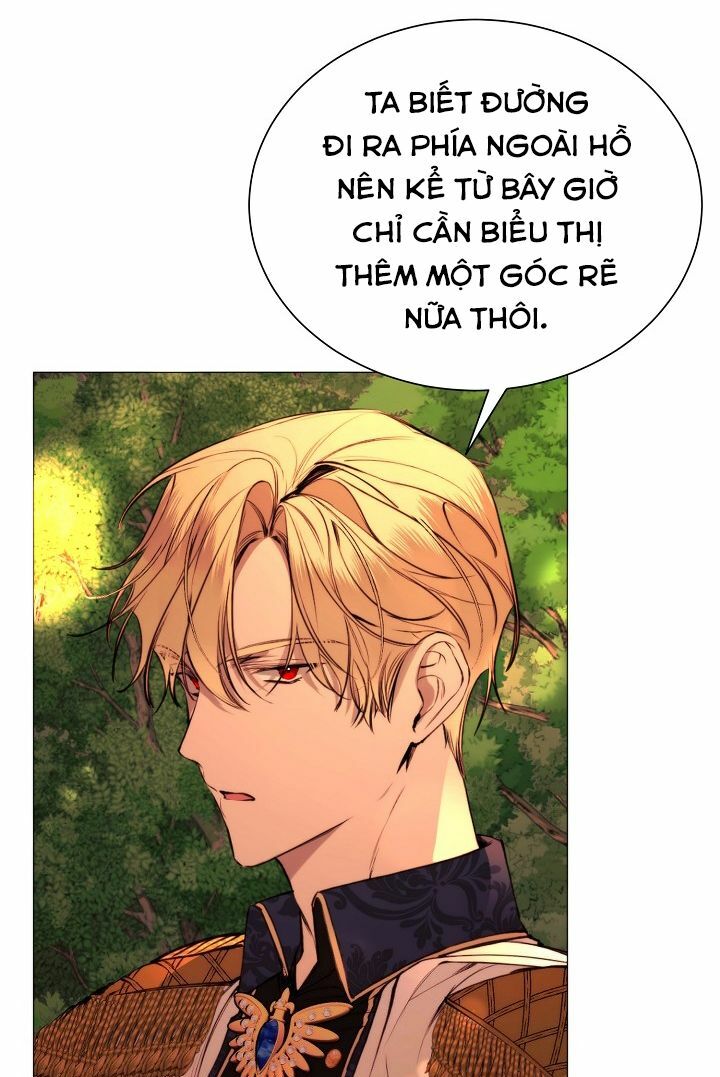 TA BIẾT ĐƯỜNG
ĐI RA PHÍA NGOÀI HỒ
NÊN KỂ TỪ BÂY GIỜ
CHỈ CẦN BIỂU THỊ
THÊM MỘT GÓC RẼ
NỮA THÔI.